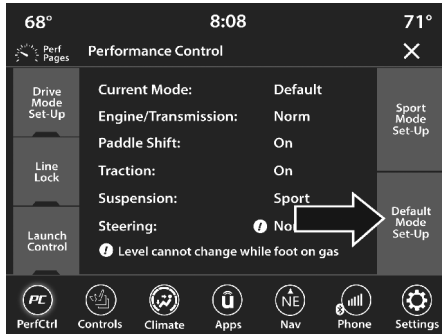 68° 8:08 71°
Perf Pages Performance Control X
Drive Mode Set-Up
Line Lock
Launch Control
Current Mode: Default
Engine/Transmission: Norm
Paddle Shift: On
Traction: On
Suspension: Sport
Steering:
Level cannot change while foot on gas
Sport Mode Set-Up
Default Mode Set-Up
PC
û
NE
PerfCtrl Controls Climate Apps Nav Phone Settings